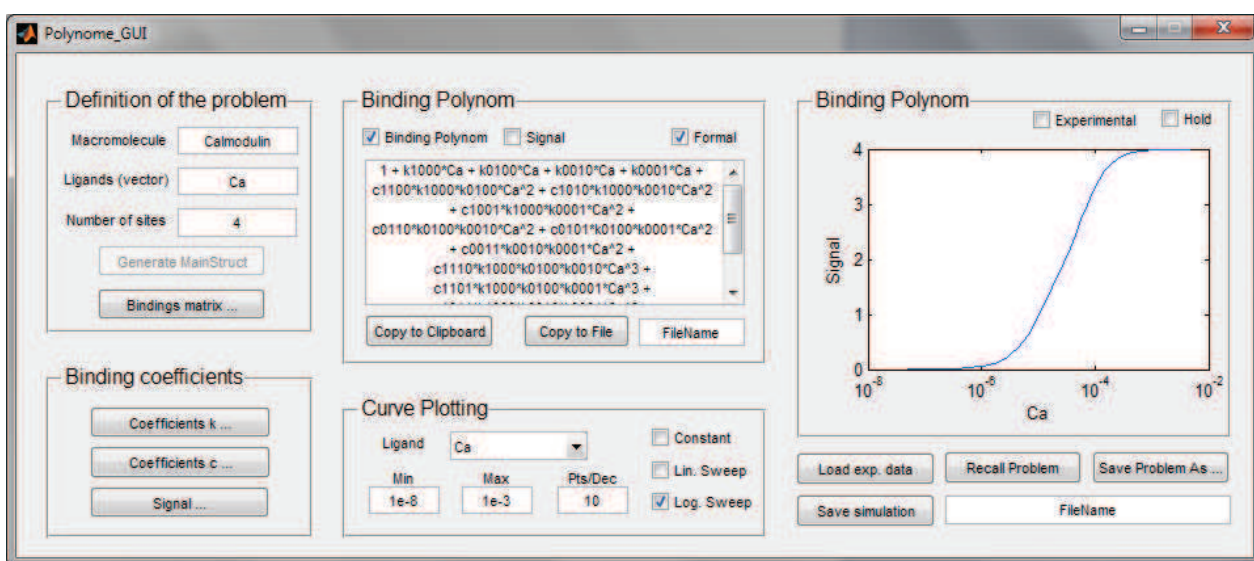 Polynome_GUI
Definition of the problem
Macromolecule
Calmodulin
Ligands (vector)
Ca
Number of sites
4
Generate MainStruct
Bindings matrix ...
Binding coefficients
Coefficients k ...
Coefficients c ...
Signal ...
Binding Polynom
Binding Polynom
Signal
Formal
1 + k1000*Ca + k0100*Ca + k0010*Ca + k0001*Ca +
c1100*k1000*k0100*Ca^2 + c1010*k1000*k0010*Ca^2
+ c1001*k1000*k0001*Ca^2 +
c0110*k0100*k0010*Ca^2 + c0101*k0100*k0001*Ca^2
+ c0011*k0010*k0001*Ca^2 +
c1110*k1000*k0100*k0010*Ca^3 +
c1101*k1000*k0100*k0001*Ca^3 +
Copy to Clipboard
Copy to File
FileName
Curve Plotting
Ligand
Ca
Constant
Lin. Sweep
Log. Sweep
Min
Max
Pts/Dec
1e-8
1e-3
10
Binding Polynom
Experimental
Hold
4
3
2
1
0
Signal
10^-8
10^-6
10^-4
10^-2
Ca
Load exp. data
Recall Problem
Save Problem As ...
Save simulation
FileName